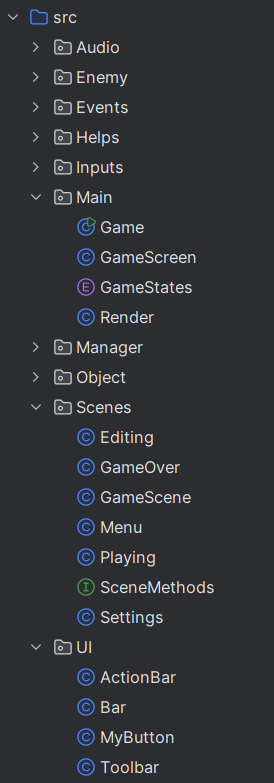 src
Audio
Enemy
Events
Helps
Inputs
Main
Game
GameScreen
E GameStates
C Render
Manager
Object
Scenes
C Editing
C GameOver
C GameScene
C Menu
C Playing
I SceneMethods
C Settings
UI
C ActionBar
C Bar
C MyButton
C Toolbar